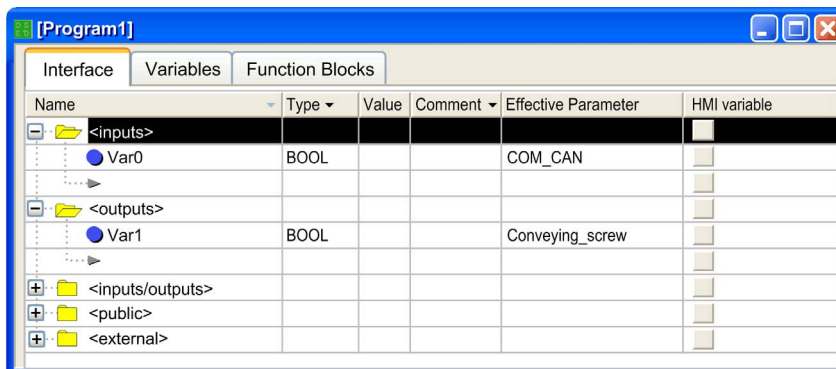 [Program1]
Interface Variables Function Blocks
Name Type Value Comment Effective Parameter HMI variable
<inputs>
Var0 BOOL COM_CAN
<outputs>
Var1 BOOL Conveying_screw
<inputs/outputs>
<public>
<external>